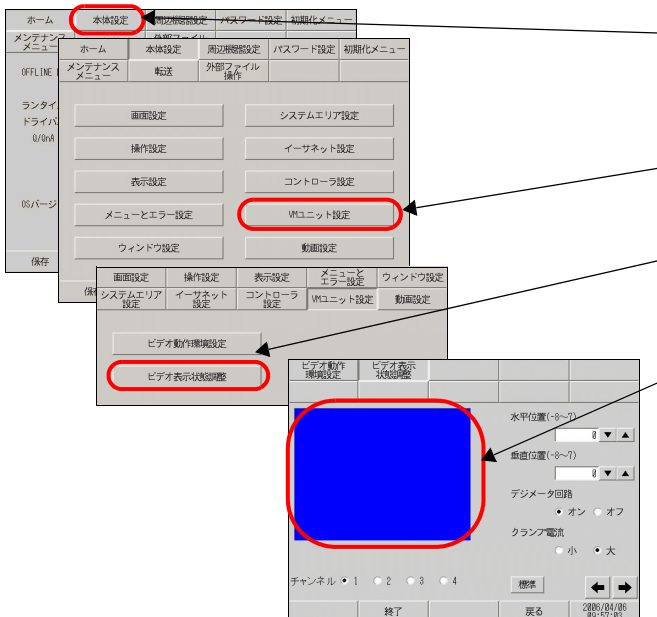 ホーム 本体設定 周辺機器設定 パスワード設定 初期化メニュー
メンテナンス
メニュー
OFFLINE
ランタイ
ドライバ
Q/QnA
OSバージ
保存
ホーム 本体設定 周辺機器設定 パスワード設定 初期化メニュー
メンテナンス
メニュー 転送 外部ファイル
操作
画面設定 システムエリア設定
操作設定 イーサネット設定
表示設定 コントローラ設定
メニューとエラー設定 VMユニット設定
ウィンドウ設定 動画設定
画面設定 操作設定 表示設定 メニューと
エラー設定 ウィンドウ設定
システムエリア
設定 イーサネット
設定 コントローラ
設定 VMユニット設定 動画設定
ビデオ動作環境設定
ビデオ表示状態調整
ビデオ動作
環境設定 ビデオ表示
状態調整
水平位置(-8~7)
0 ▼ ▲
垂直位置(-8~7)
0 ▼ ▲
デジメータ回路
オン オフ
クランプ電流
小 大
チャンネル 1 2 3 4 標準
終了 戻る 2006/04/06
09:57:03